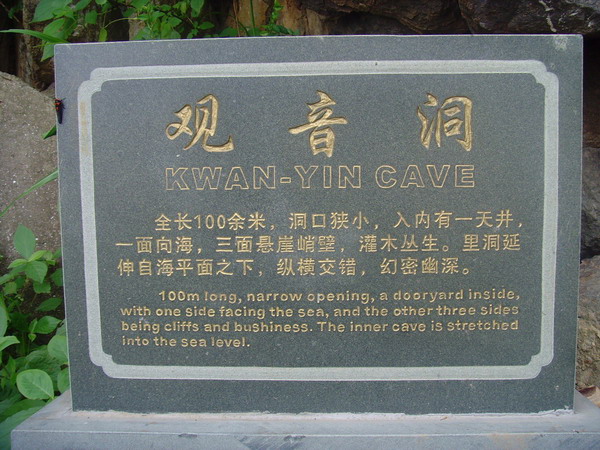 观音洞
KWAN-YIN CAVE
全长100余米，洞口狭小，入内有一天井，
一面向海，三面悬崖峭壁，灌木丛生。里洞延
伸自海平面之下，纵横交错，幻密幽深。
100m long, narrow opening, a dooryard inside,
with one side facing the sea, and the other three sides
being cliffs and bushiness. The inner cave is stretched
into the sea level.